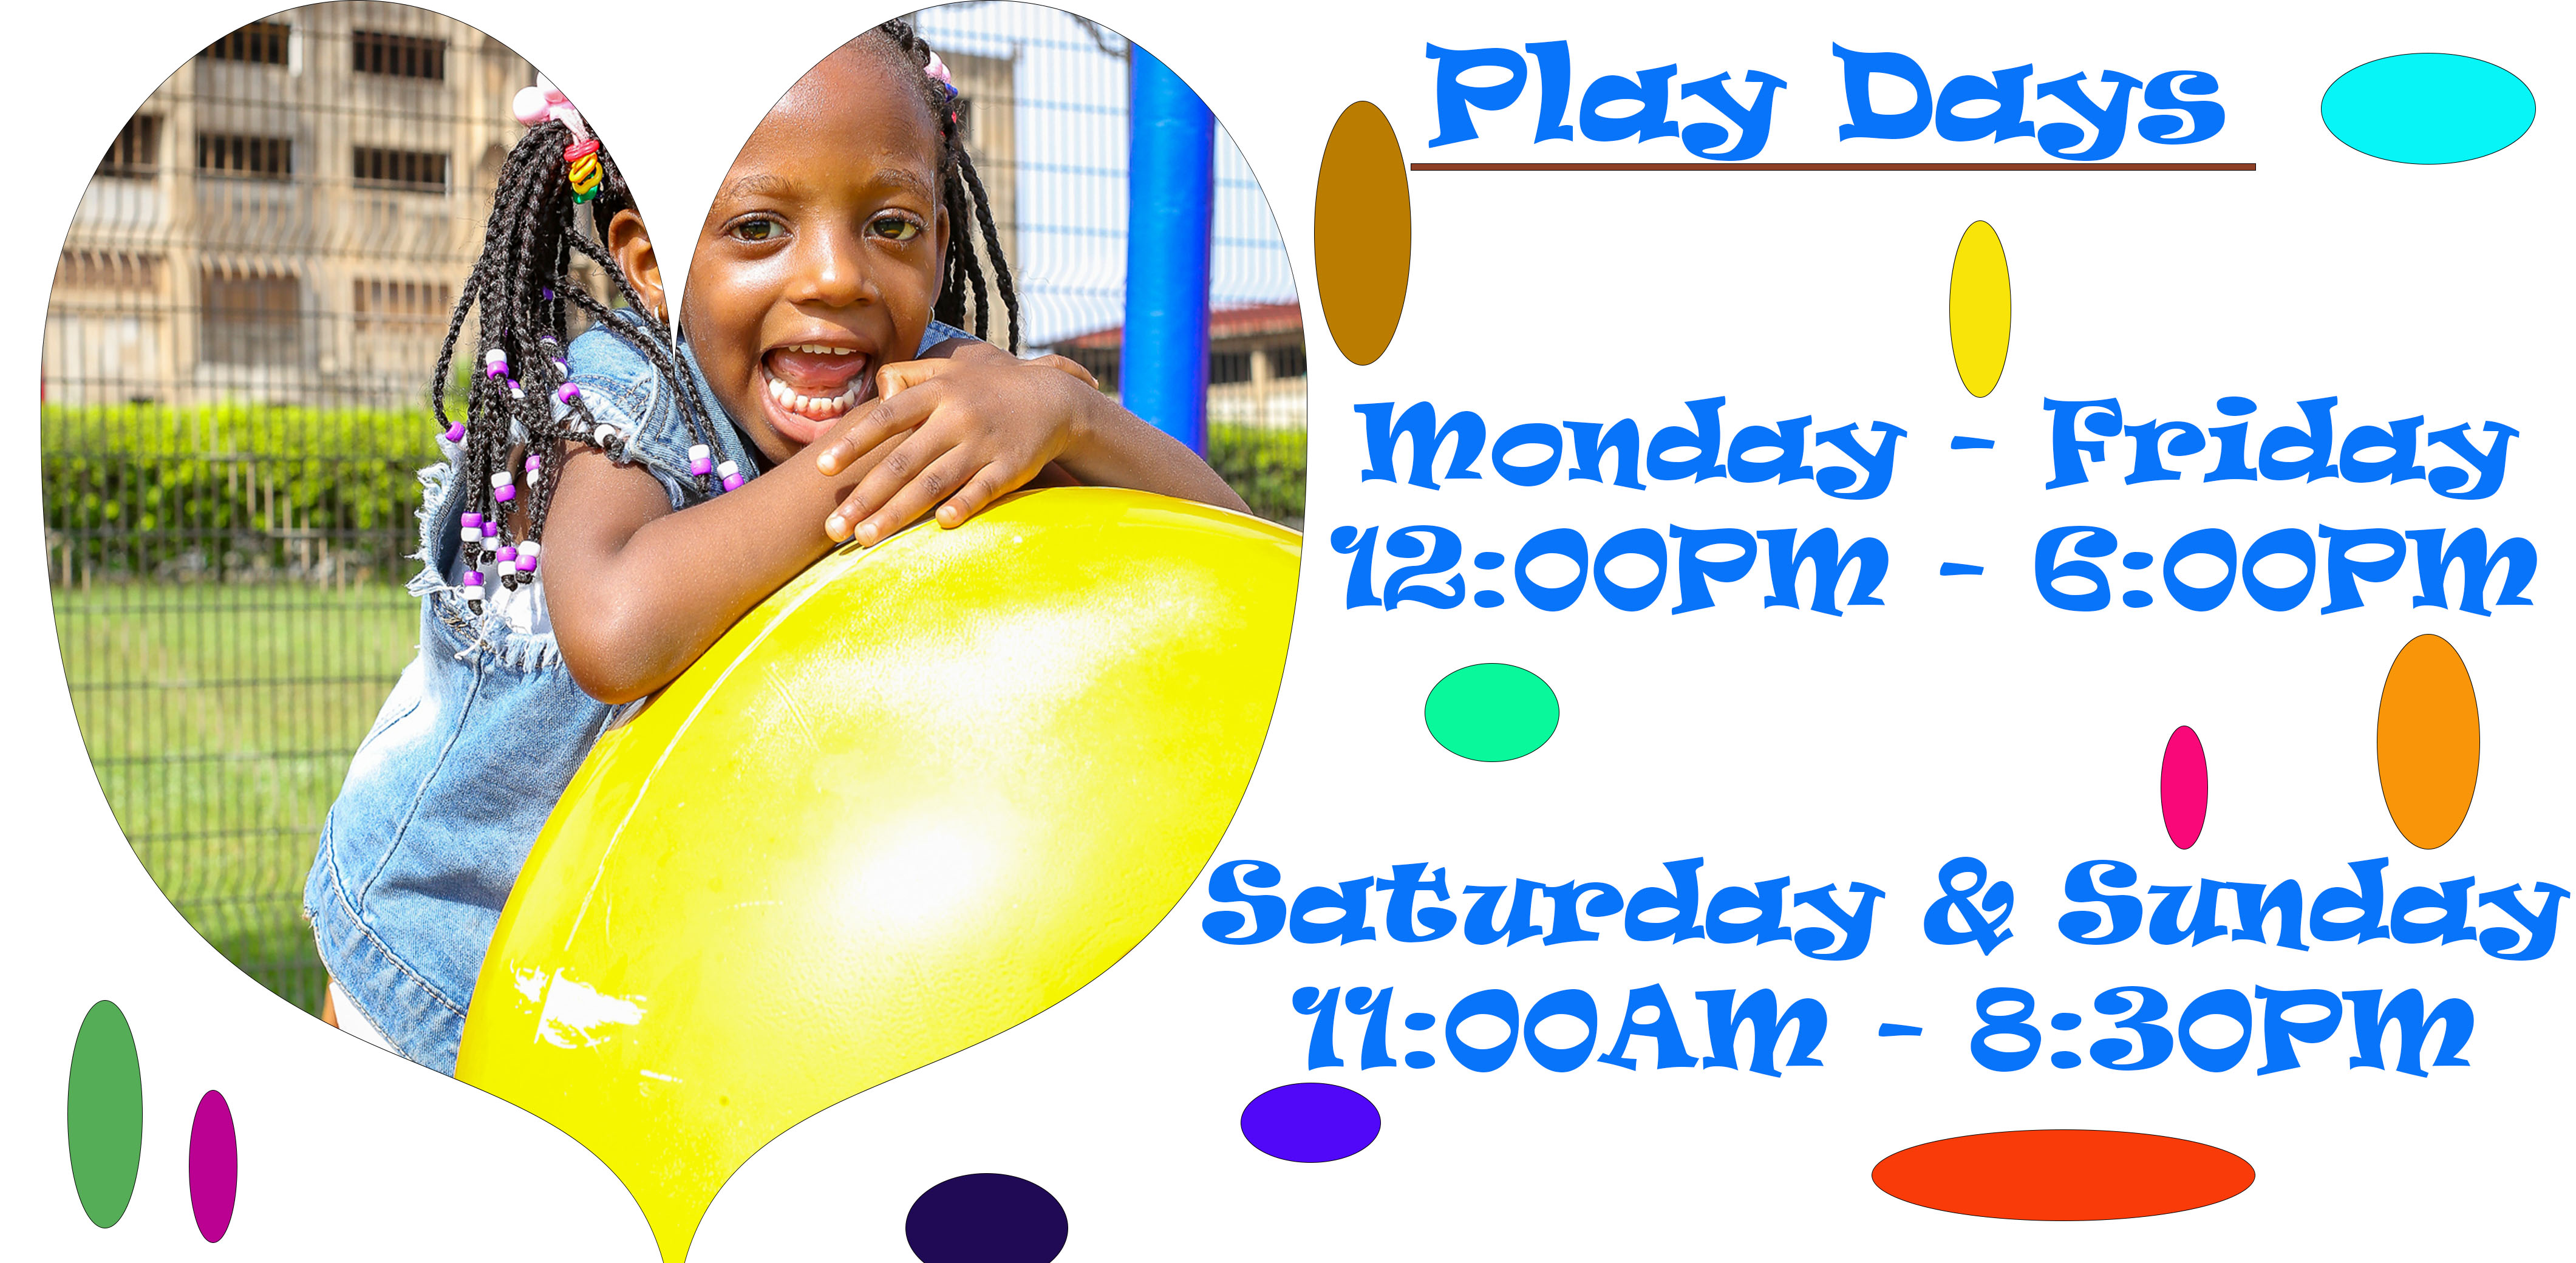 Play Days
Monday - Friday
12:00PM - 6:00PM
Saturday & Sunday
11:00AM - 8:30PM